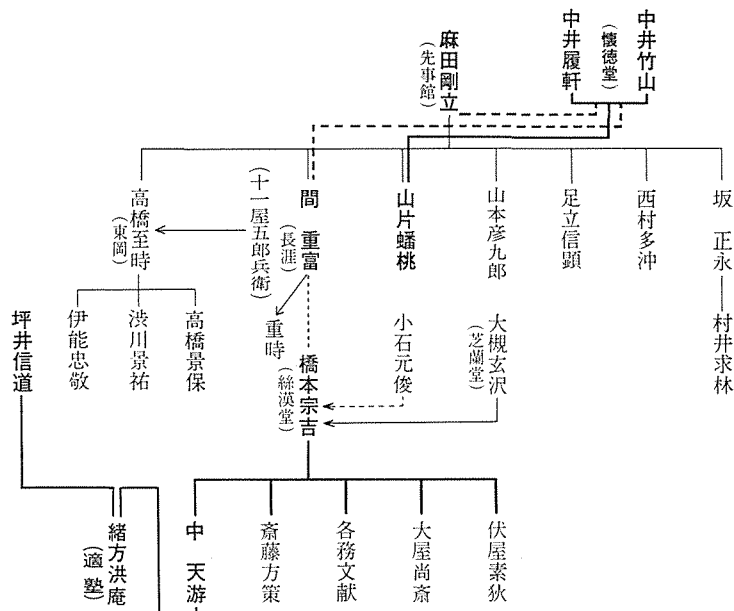 中井竹山
(懐徳堂)
中井履軒
麻田剛立
(先事館)
坂 正永
村井求林
西村多沖
足立信顕
山本彦九郎
山片蟠桃
間 重富
(長涯)
(十一屋五郎兵衛)
重時
高橋至時
(東岡)
高橋景保
渋川景祐
伊能忠敬
大槻玄沢
(芝蘭堂)
小石元俊
橋本宗吉
(絲漢堂)
坪井信道
伏屋素狄
大屋尚斎
各務文献
斎藤方策
中 天游
緒方洪庵
(適塾)